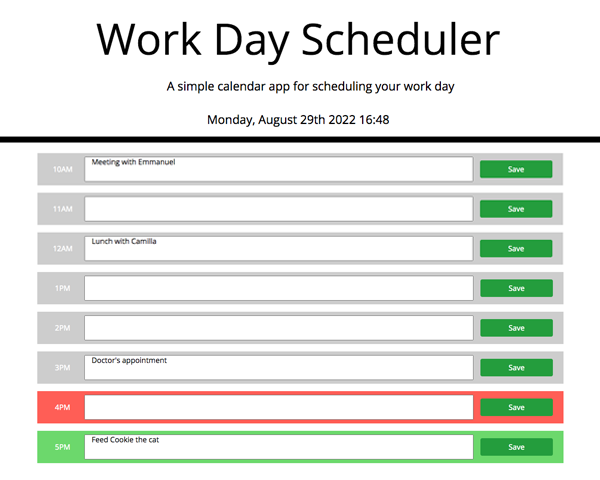 Work Day Scheduler
A simple calendar app for scheduling your work day
Monday, August 29th 2022 16:48
10AM Meeting with Emmanuel Save
11AM Save
12AM Lunch with Camilla Save
1PM Save
2PM Save
3PM Doctor's appointment Save
4PM Save
5PM Feed Cookie the cat Save